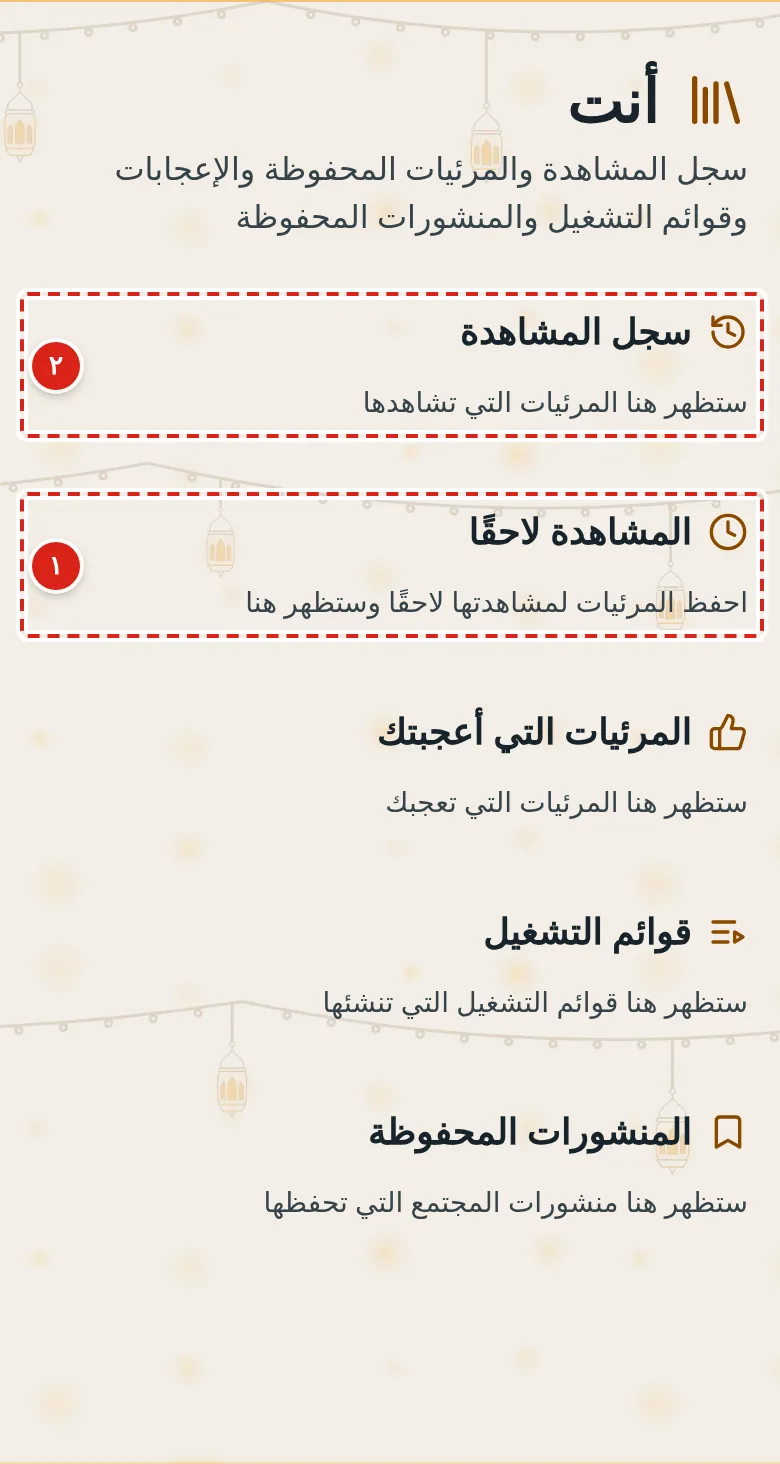 أنت
سجل المشاهدة والمرئيات المحفوظة والإعجابات
وقوائم التشغيل والمنشورات المحفوظة
سجل المشاهدة
٢
ستظهر هنا المرئيات التي تشاهدها
المشاهدة لاحقًا
١
احفظ المرئيات لمشاهدتها لاحقًا وستظهر هنا
المرئيات التي أعجبتك
ستظهر هنا المرئيات التي تعجبك
قوائم التشغيل
ستظهر هنا قوائم التشغيل التي تنشئها
المنشورات المحفوظة
ستظهر هنا منشورات المجتمع التي تحفظها